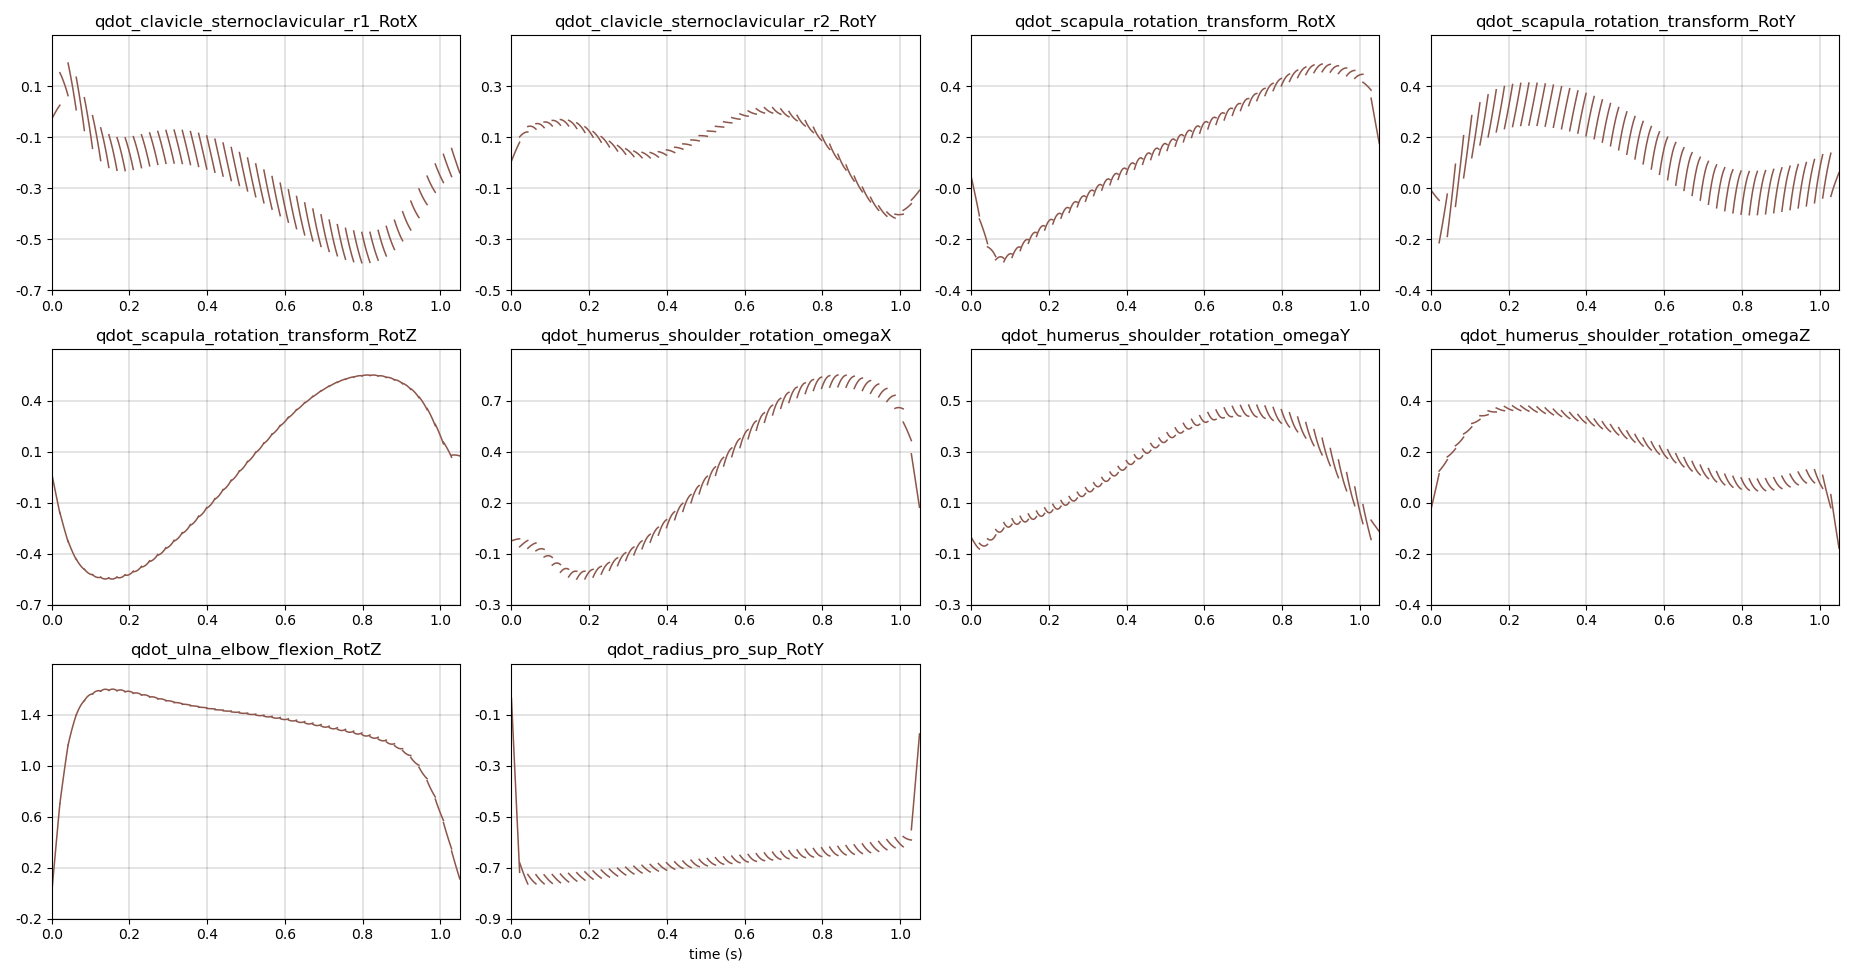 qdot_clavicle_sternoclavicular_r1_RotX
qdot_clavicle_sternoclavicular_r2_RotY
qdot_scapula_rotation_transform_RotX
qdot_scapula_rotation_transform_RotY
0.1
-0.1
-0.3
-0.5
-0.7
0.0 0.2 0.4 0.6 0.8 1.0
0.3
0.1
-0.1
-0.3
-0.5
0.0 0.2 0.4 0.6 0.8 1.0
0.4
0.2
-0.0
-0.2
-0.4
0.0 0.2 0.4 0.6 0.8 1.0
0.4
0.2
0.0
-0.2
-0.4
0.0 0.2 0.4 0.6 0.8 1.0
qdot_scapula_rotation_transform_RotZ
qdot_humerus_shoulder_rotation_omegaX
qdot_humerus_shoulder_rotation_omegaY
qdot_humerus_shoulder_rotation_omegaZ
0.4
0.1
-0.1
-0.4
-0.7
0.0 0.2 0.4 0.6 0.8 1.0
0.7
0.4
0.2
-0.1
-0.3
0.0 0.2 0.4 0.6 0.8 1.0
0.5
0.3
0.1
-0.1
-0.3
0.0 0.2 0.4 0.6 0.8 1.0
0.4
0.2
0.0
-0.2
-0.4
0.0 0.2 0.4 0.6 0.8 1.0
qdot_ulna_elbow_flexion_RotZ
qdot_radius_pro_sup_RotY
1.4
1.0
0.6
0.2
-0.2
0.0 0.2 0.4 0.6 0.8 1.0
-0.1
-0.3
-0.5
-0.7
-0.9
0.0 0.2 0.4 0.6 0.8 1.0
time (s)